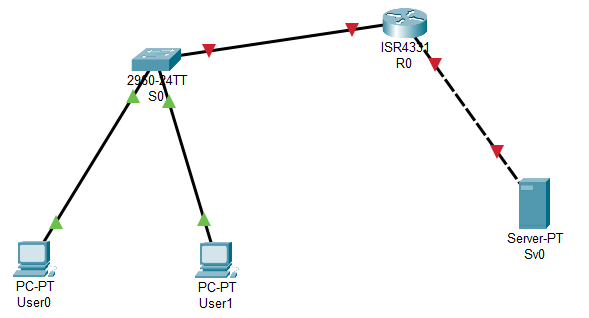 ISR4331
R0
2960-24TT
S0
Server-PT
Sv0
PC-PT
User0
PC-PT
User1